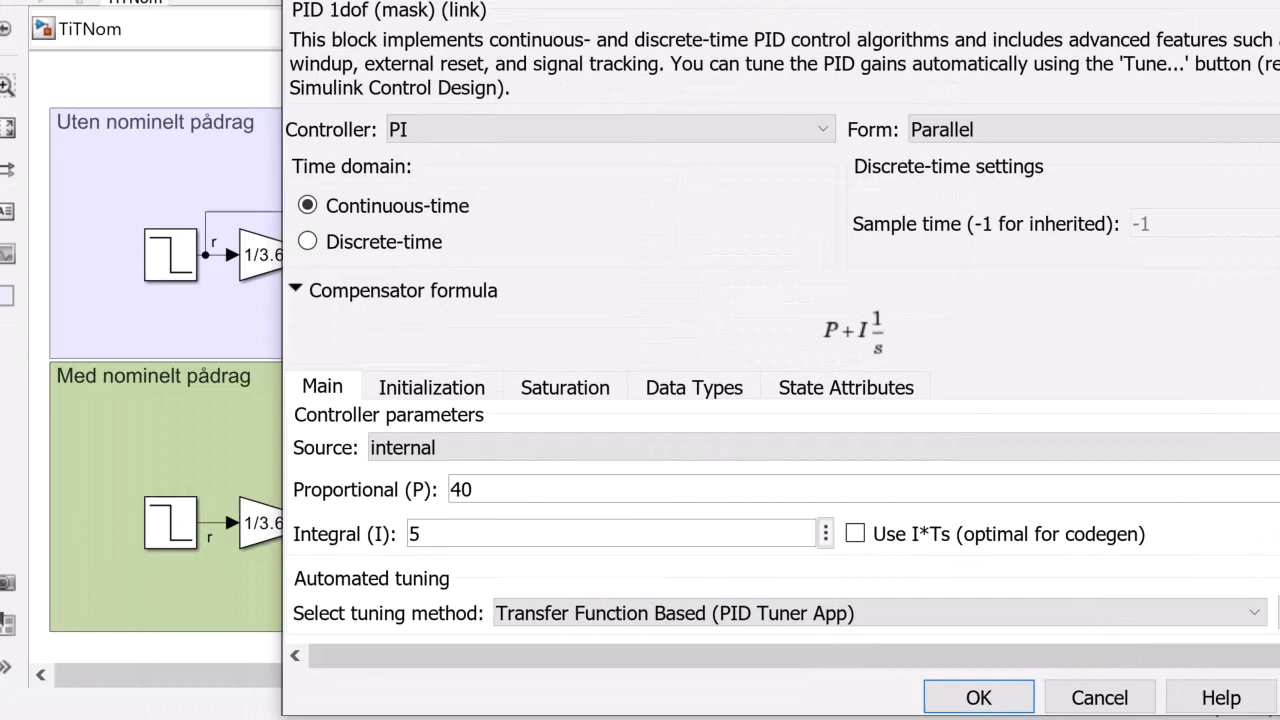 TiTNom
PID 1dof (mask) (link)
TiTNom
This block implements continuous- and discrete-time PID control algorithms and includes advanced features such
windup, external reset, and signal tracking. You can tune the PID gains automatically using the 'Tune...' button (re
Simulink Control Design).
Uten nominelt pådrag
Controller: PI
Form: Parallel
Time domain:
Discrete-time settings
Continuous-time
Sample time (-1 for inherited): -1
Discrete-time
r
1/3.6
Compensator formula
P + I 1/s
Med nominelt pådrag
Main Initialization Saturation Data Types State Attributes
Controller parameters
Source: internal
Proportional (P): 40
Integral (I): 5
Use I*Ts (optimal for codegen)
r
1/3.6
Automated tuning
Select tuning method: Transfer Function Based (PID Tuner App)
OK Cancel Help